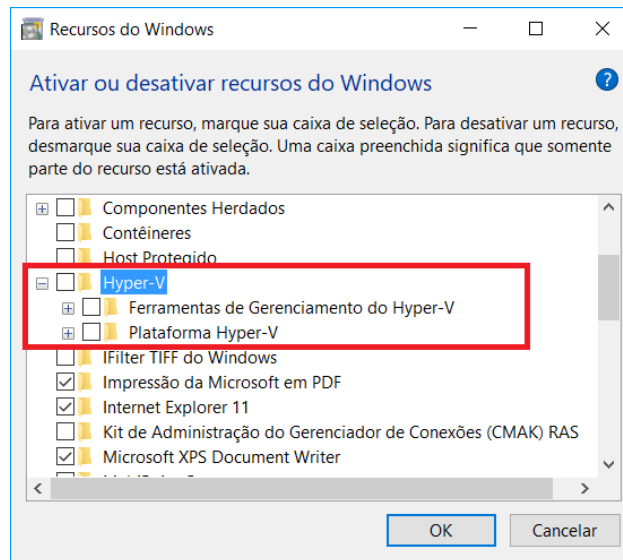 Recursos do Windows
Ativar ou desativar recursos do Windows
?
Para ativar um recurso, marque sua caixa de seleção. Para desativar um recurso,
desmarque sua caixa de seleção. Uma caixa preenchida significa que somente
parte do recurso está ativada.
Componentes Herdados
Contêineres
Host Protegido
Hyper-V
Ferramentas de Gerenciamento do Hyper-V
Plataforma Hyper-V
IFilter TIFF do Windows
Impressão da Microsoft em PDF
Internet Explorer 11
Kit de Administração do Gerenciador de Conexões (CMAK) RAS
Microsoft XPS Document Writer
OK
Cancelar